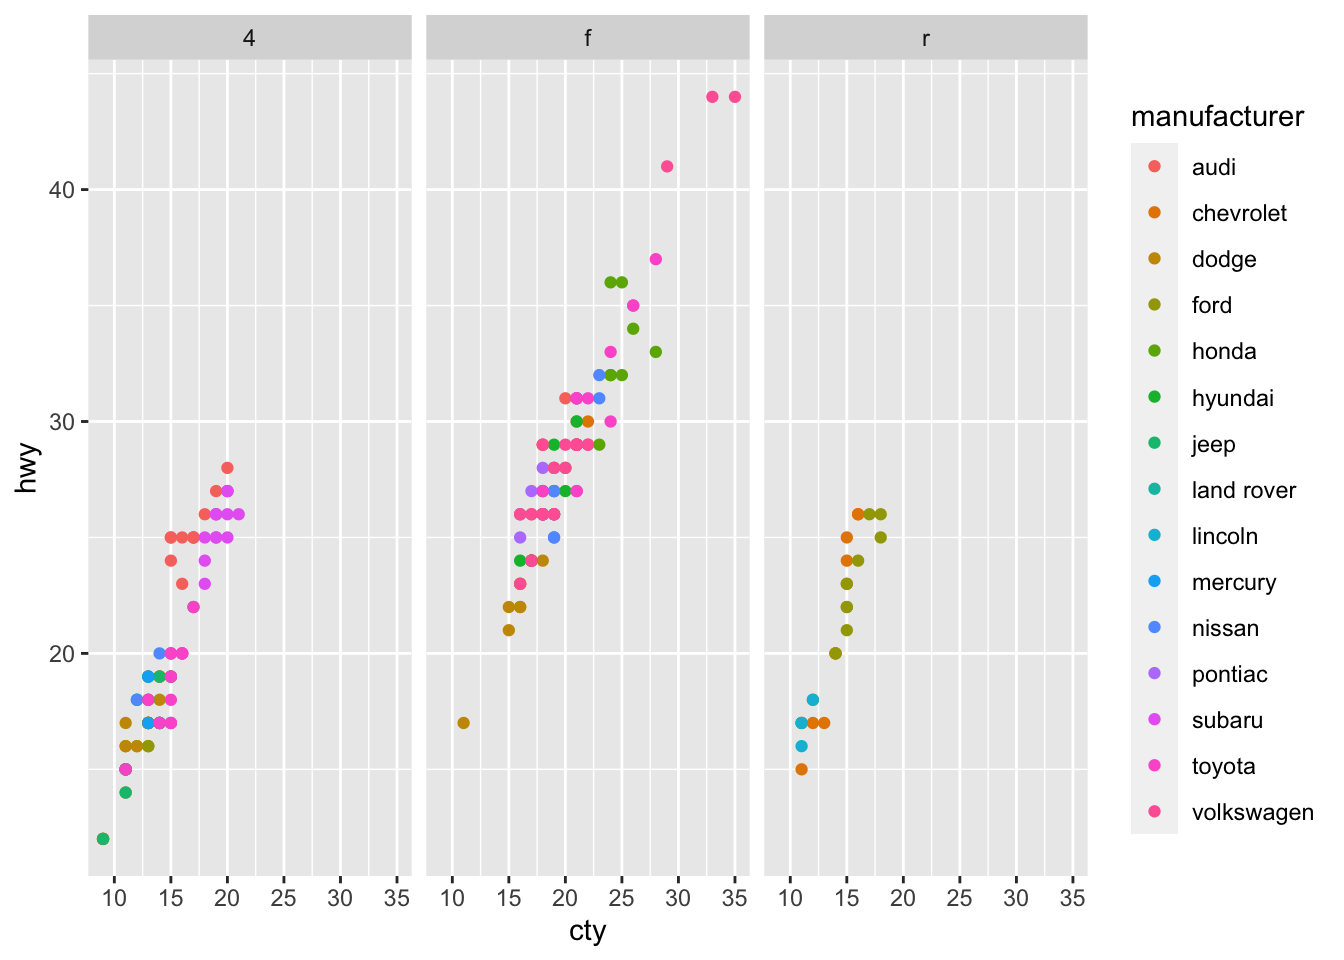 4 f r
manufacturer
audi
chevrolet
dodge
ford
honda
hyundai
jeep
land rover
lincoln
mercury
nissan
pontiac
subaru
toyota
volkswagen
hwy
40
30
20
10 15 20 25 30 35 10 15 20 25 30 35 10 15 20 25 30 35
cty